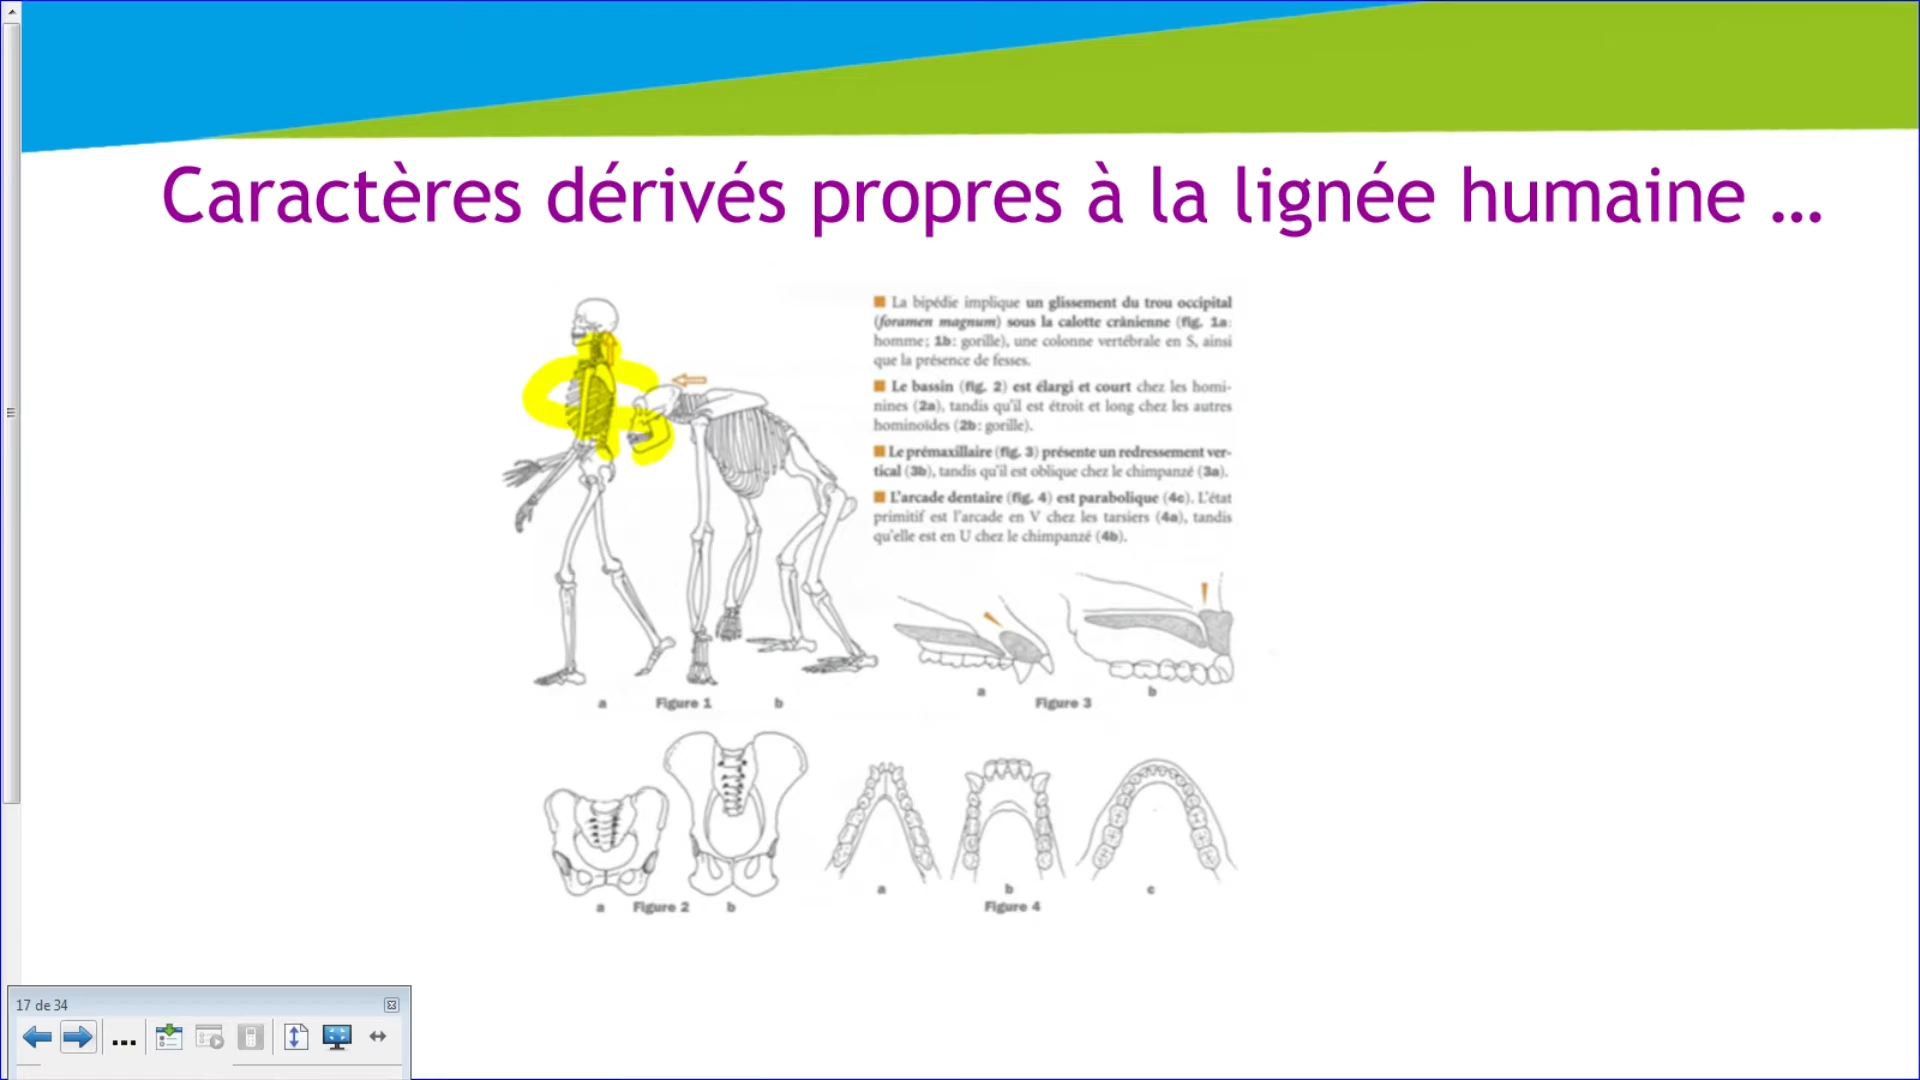 Caractères dérivés propres à la lignée humaine ...
La bipédie implique un glissement du trou occipital
(foramen magnum) sous la calotte crânienne (fig. 1a:
homme; 1b: gorille), une colonne vertébrale en S, ainsi
que la présence de fesses.
Le bassin (fig. 2) est élargi et court chez les homi-
nines (2a), tandis qu'il est étroit et long chez les autres
hominoïdes (2b: gorille).
Le prémaxillaire (fig. 3) présente un redressement ver-
tical (3b), tandis qu'il est oblique chez le chimpanzé (3a).
L'arcade dentaire (fig. 4) est parabolique (4c). L'état
primitif est l'arcade en V chez les tarsiers (4a), tandis
qu'elle est en U chez le chimpanzé (4b).
a Figure 1 b
a Figure 3 b
a Figure 2 b
a b c
Figure 4
17 de 34